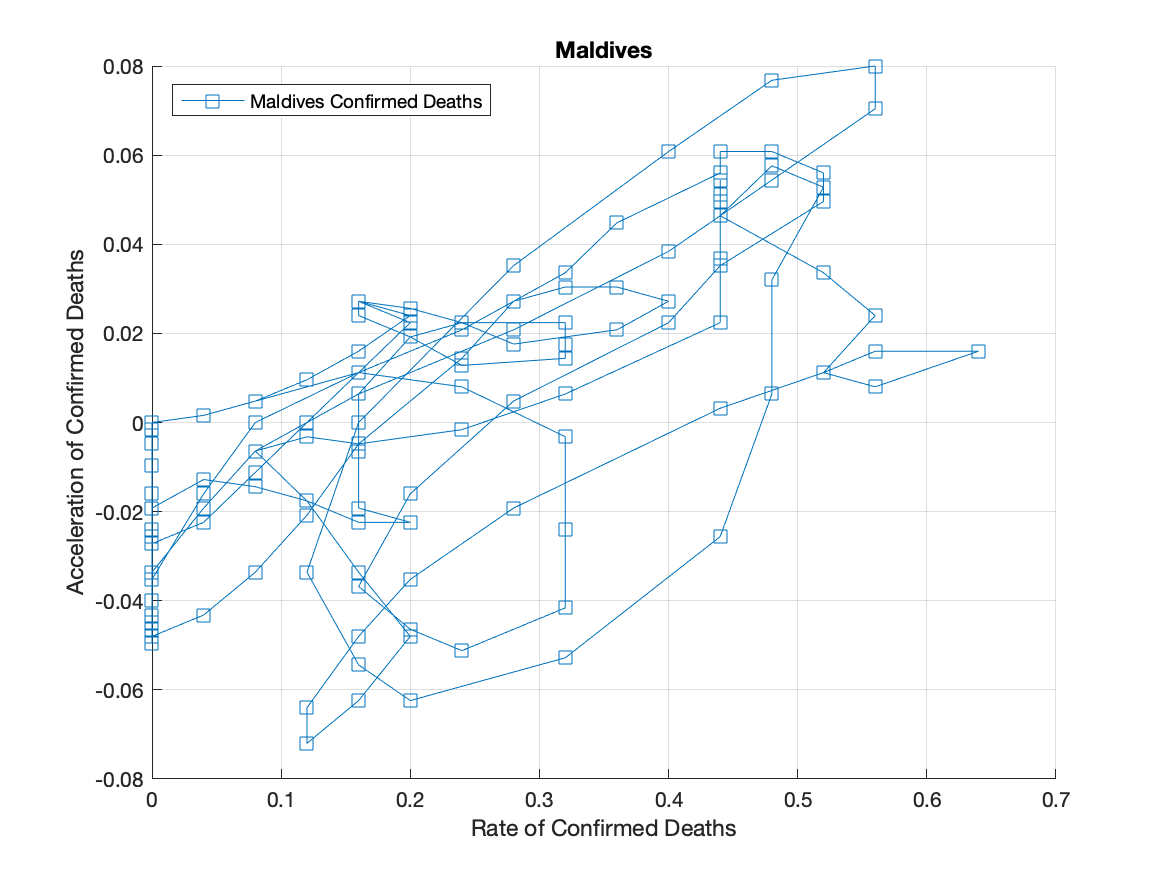 Maldives
Maldives Confirmed Deaths
0.08
0.06
0.04
0.02
0
-0.02
-0.04
-0.06
-0.08
Acceleration of Confirmed Deaths
0 0.1 0.2 0.3 0.4 0.5 0.6 0.7
Rate of Confirmed Deaths